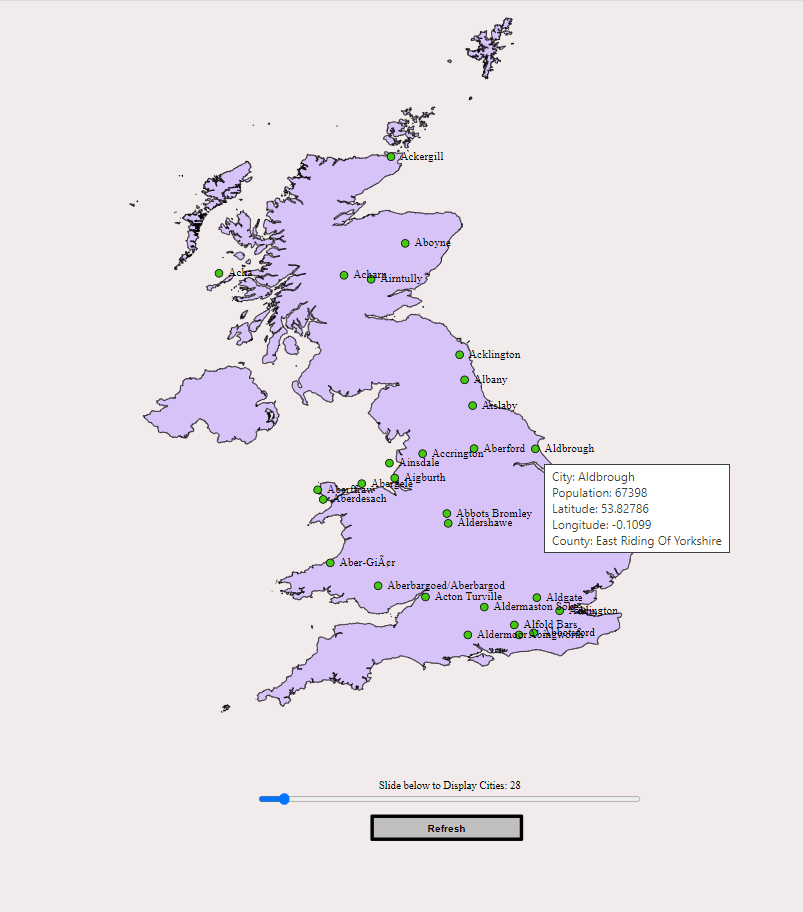 Ackergill
Aboyne
Acha
Acharn
Airntully
Acklington
Albany
Aislaby
Aberford
Aldbrough
Accrington
Ainsdale
Aigburth
Abergele
Aberffraw
Aberdesach
City: Aldbrough
Population: 67398
Latitude: 53.82786
Longitude: -0.1099
County: East Riding Of Yorkshire
Abbots Bromley
Aldershawe
Aber-GiÃ¢r
Aberbargoed/Aberbargod
Acton Turville
Aldgate
Aldermaston Soke
Alfold Bars
Abbotsford
Aldermoor
Abingworth
Slide below to Display Cities: 28
Refresh